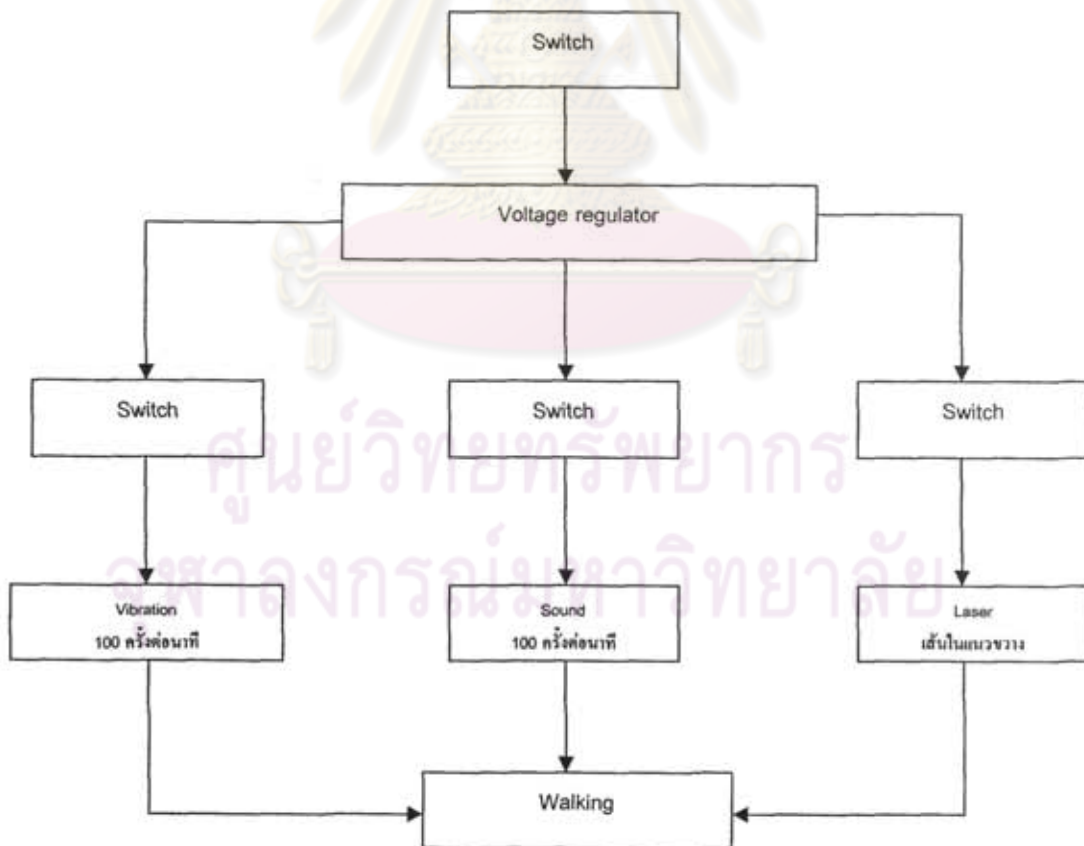 Switch
Voltage regulator
Switch
Switch
Switch
ศูนย์วิทยทรัพยากร
จุฬาลงกรณ์มหาวิทยาลัย
Vibration
100 ครั้งต่อนาที
Sound
100 ครั้งต่อนาที
Laser
เส้นในแนวขวาง
Walking